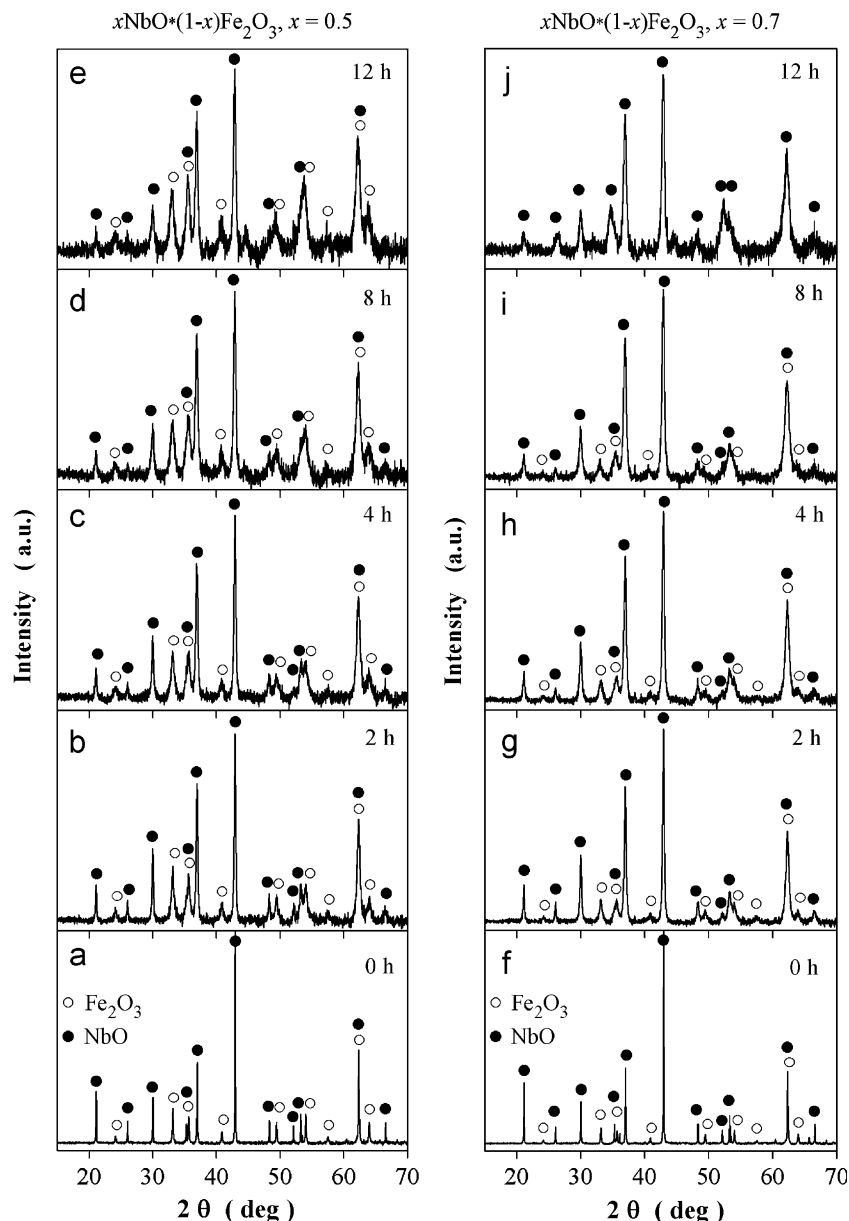 xNbO*(1-x)Fe₂O₃, x = 0.5
e 12 h
d 8 h
c 4 h
b 2 h
a 0 h
○ Fe₂O₃
● NbO
20 30 40 50 60 70
2 θ ( deg )
Intensity ( a.u.)
xNbO*(1-x)Fe₂O₃, x = 0.7
j 12 h
i 8 h
h 4 h
g 2 h
f 0 h
○ Fe₂O₃
● NbO
20 30 40 50 60 70
2 θ ( deg )
Intensity (a.u.)